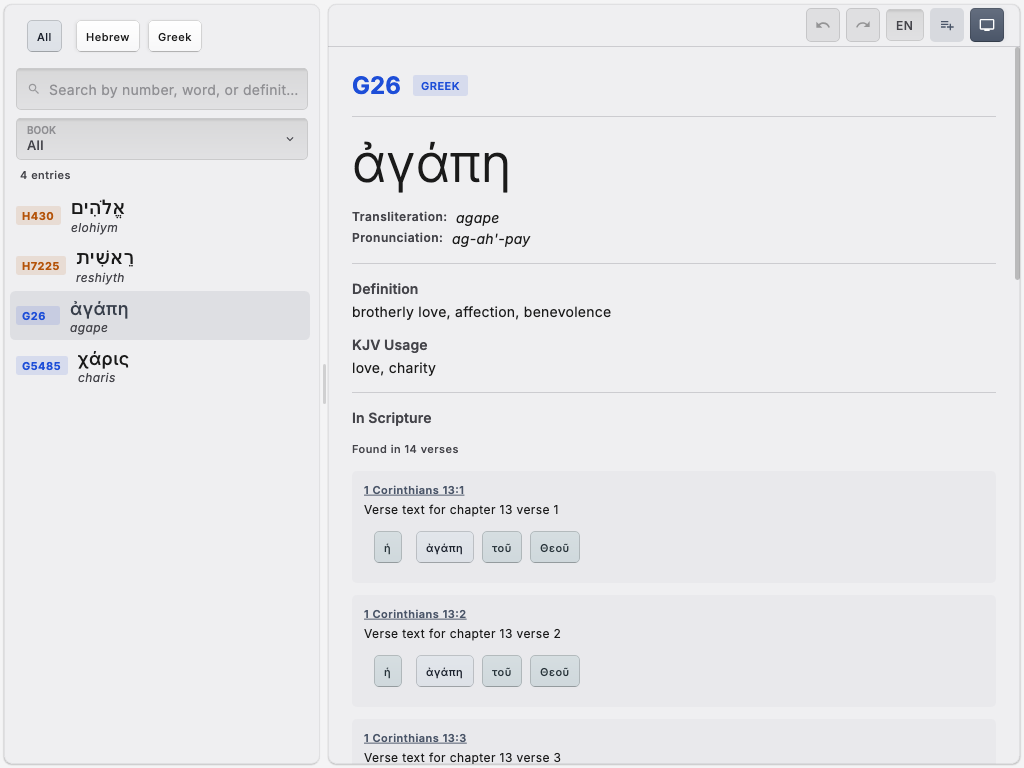 All Hebrew Greek
Search by number, word, or definit...
BOOK
All
4 entries
H430 אֱלֹהִים
elohiym
H7225 רֵאשִׁית
reshiyth
G26 ἀγάπη
agape
G5485 χάρις
charis
EN
G26 GREEK
ἀγάπη
Transliteration: agape
Pronunciation: ag-ah'-pay
Definition
brotherly love, affection, benevolence
KJV Usage
love, charity
In Scripture
Found in 14 verses
1 Corinthians 13:1
Verse text for chapter 13 verse 1
ἡ ἀγάπη τοῦ Θεοῦ
1 Corinthians 13:2
Verse text for chapter 13 verse 2
ἡ ἀγάπη τοῦ Θεοῦ
1 Corinthians 13:3
Verse text for chapter 13 verse 3